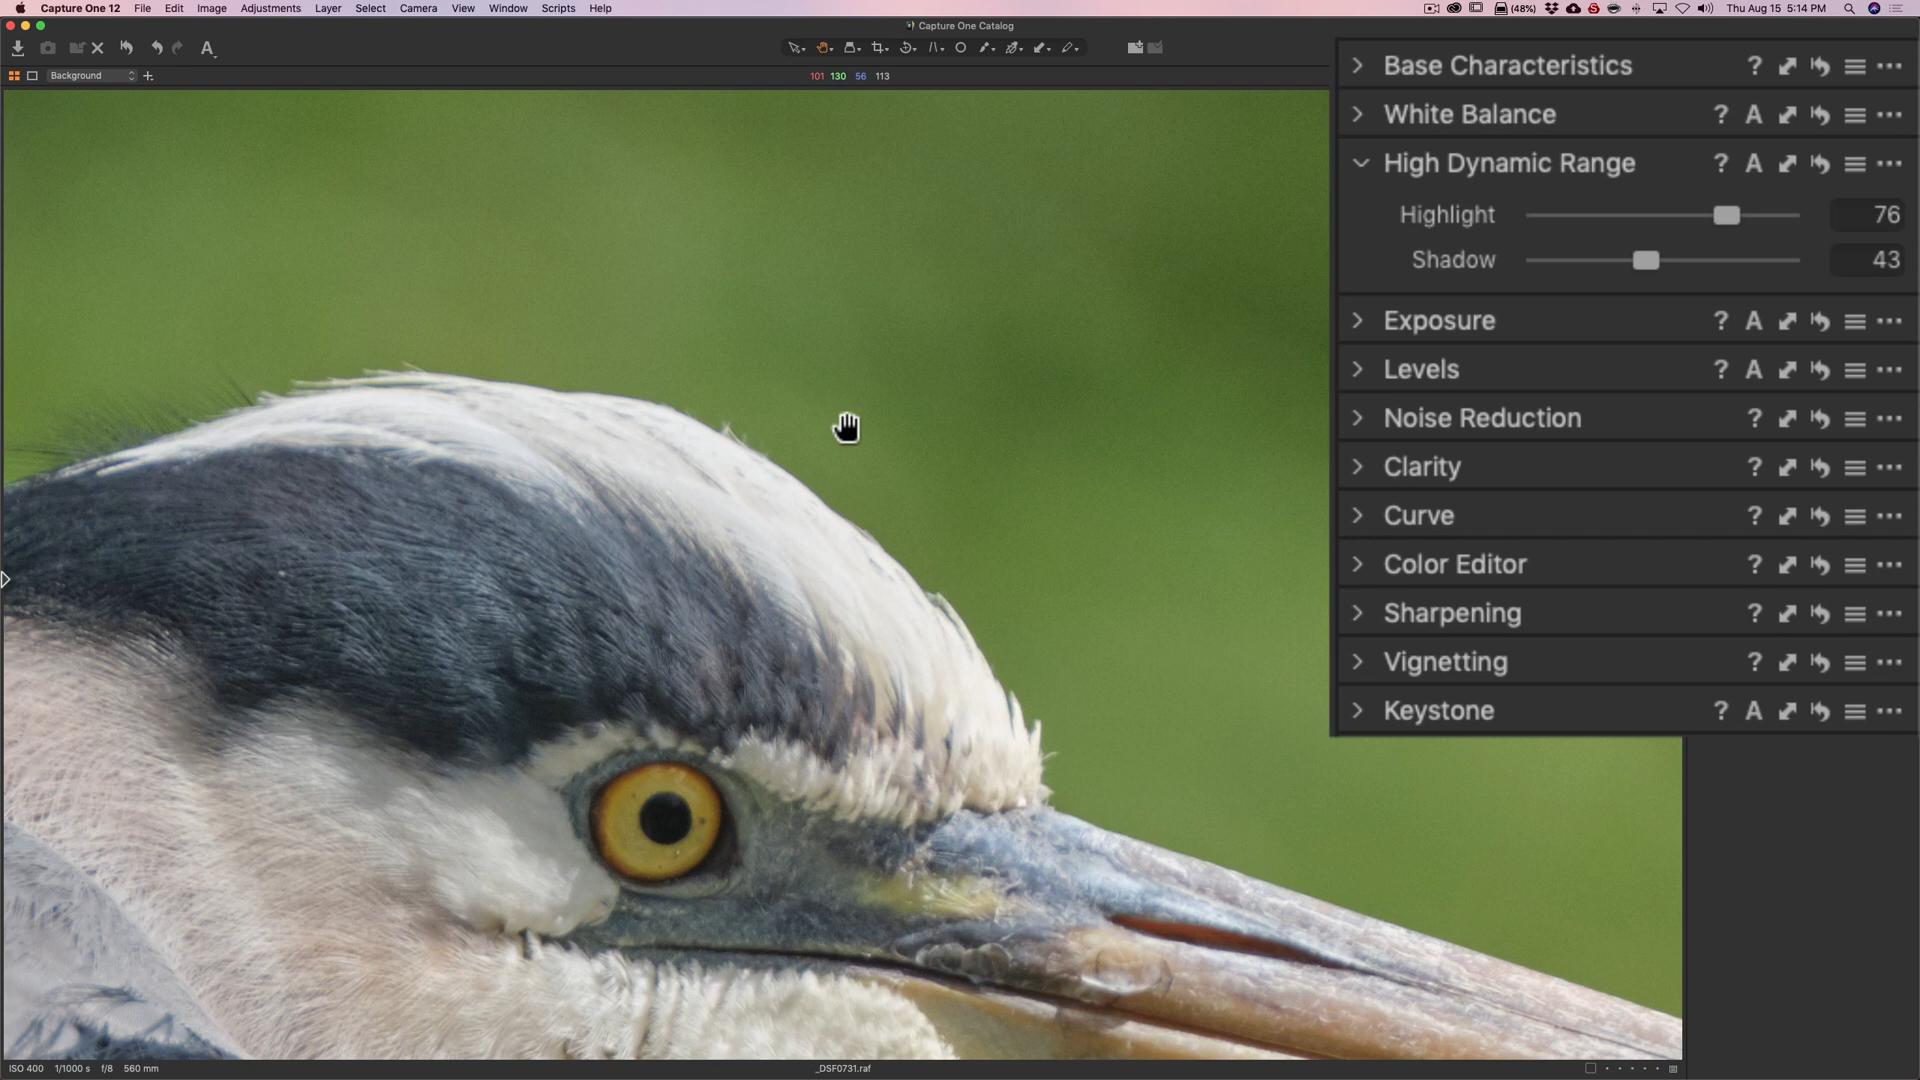 Capture One 12 File Edit Image Adjustments Layer Select Camera View Window Scripts Help (48%) Thu Aug 15 5:14 PM
Capture One Catalog
A
Background 101 130 56 113
Base Characteristics ?
White Balance ? A
High Dynamic Range ? A
Highlight 76
Shadow 43
Exposure ? A
Levels ? A
Noise Reduction ?
Clarity ?
Curve ?
Color Editor ?
Sharpening ?
Vignetting ?
Keystone ? A
ISO 400 1/1000 s f/8 560 mm _DSF0731.raf